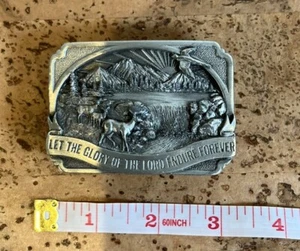 LET THE GLORY OF THE LORD ENDURE FOREVER
1 2 60INCH 3 4